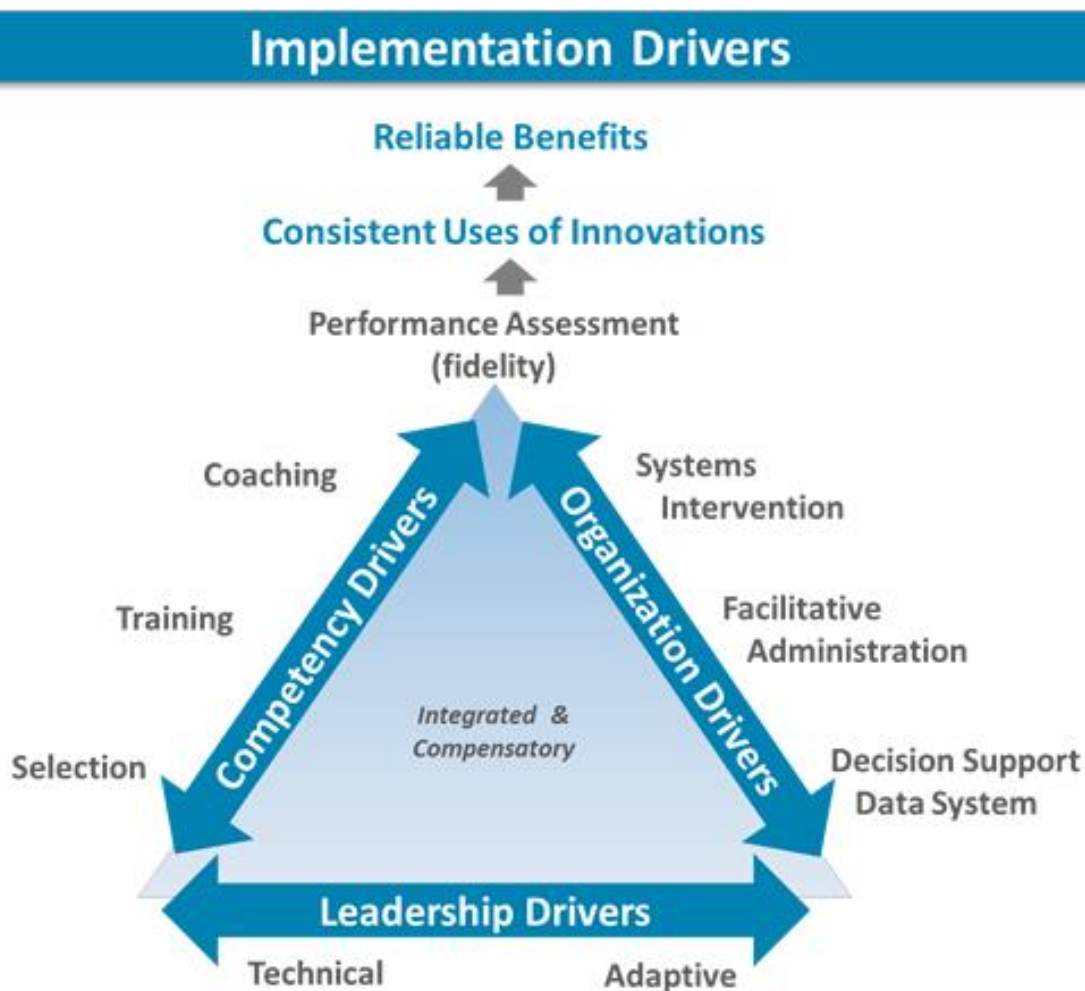 Implementation Drivers
Reliable Benefits
Consistent Uses of Innovations
Performance Assessment
(fidelity)
Coaching
Training
Selection
Competency Drivers
Organization Drivers
Systems
Intervention
Facilitative
Administration
Decision Support
Data System
Integrated &
Compensatory
Leadership Drivers
Technical
Adaptive